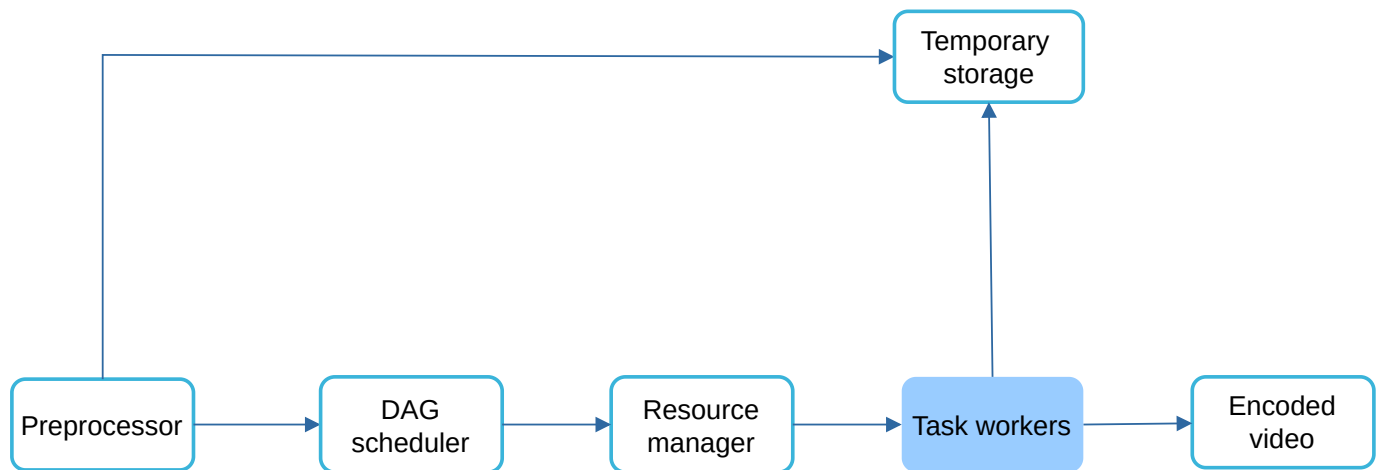 Temporary
storage
Preprocessor
DAG
scheduler
Resource
manager
Task workers
Encoded
video